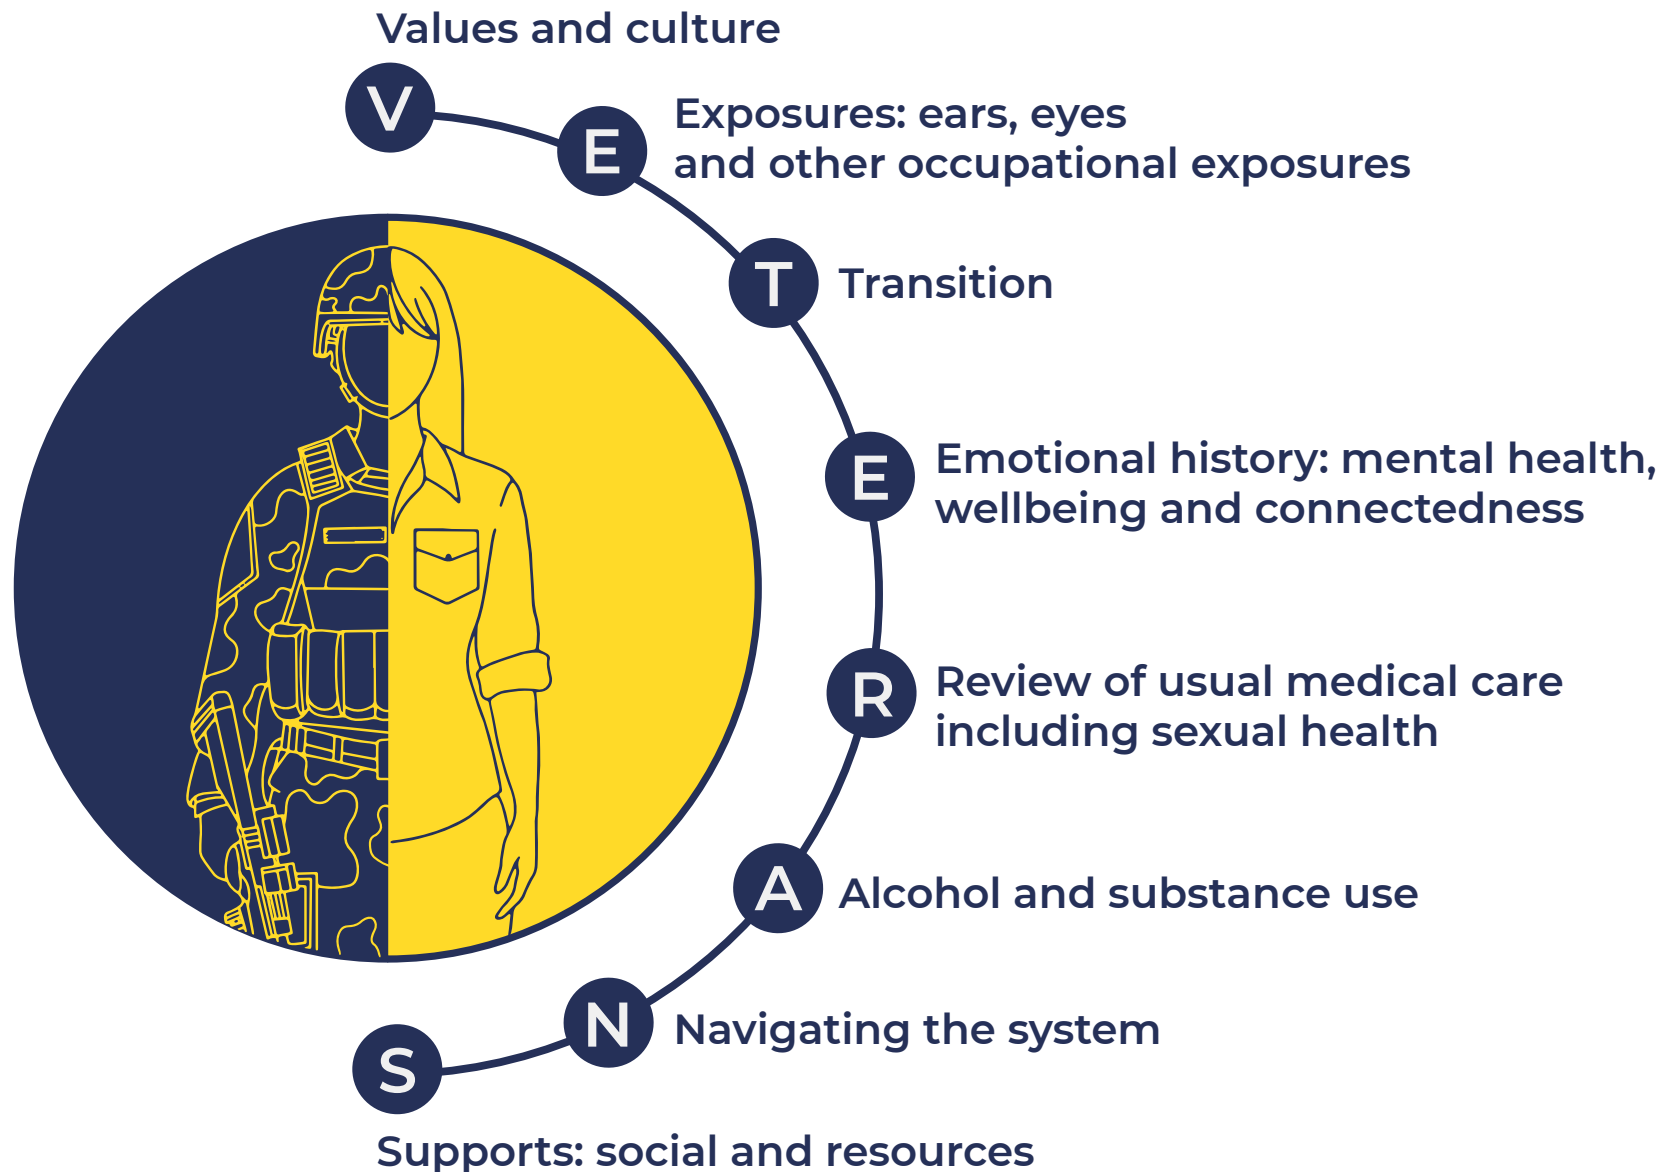 Values and culture
V
E
Exposures: ears, eyes
and other occupational exposures
T
Transition
E
Emotional history: mental health,
wellbeing and connectedness
R
Review of usual medical care
including sexual health
A
Alcohol and substance use
N
Navigating the system
S
Supports: social and resources